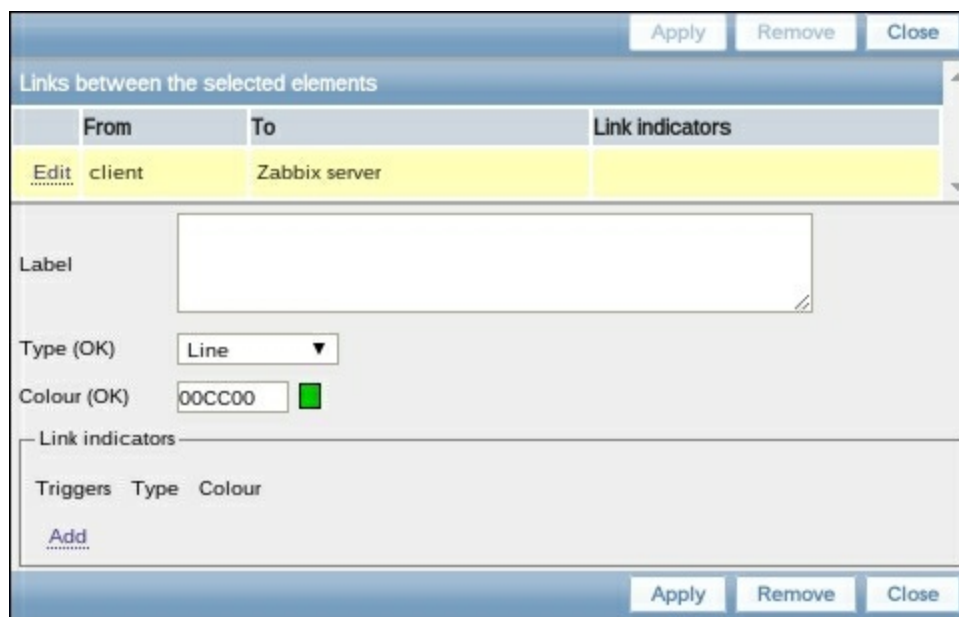 Apply Remove Close
Links between the selected elements
From To Link indicators
Edit client Zabbix server
Label
Type (OK) Line
Colour (OK) 00CC00
Link indicators
Triggers Type Colour
Add
Apply Remove Close